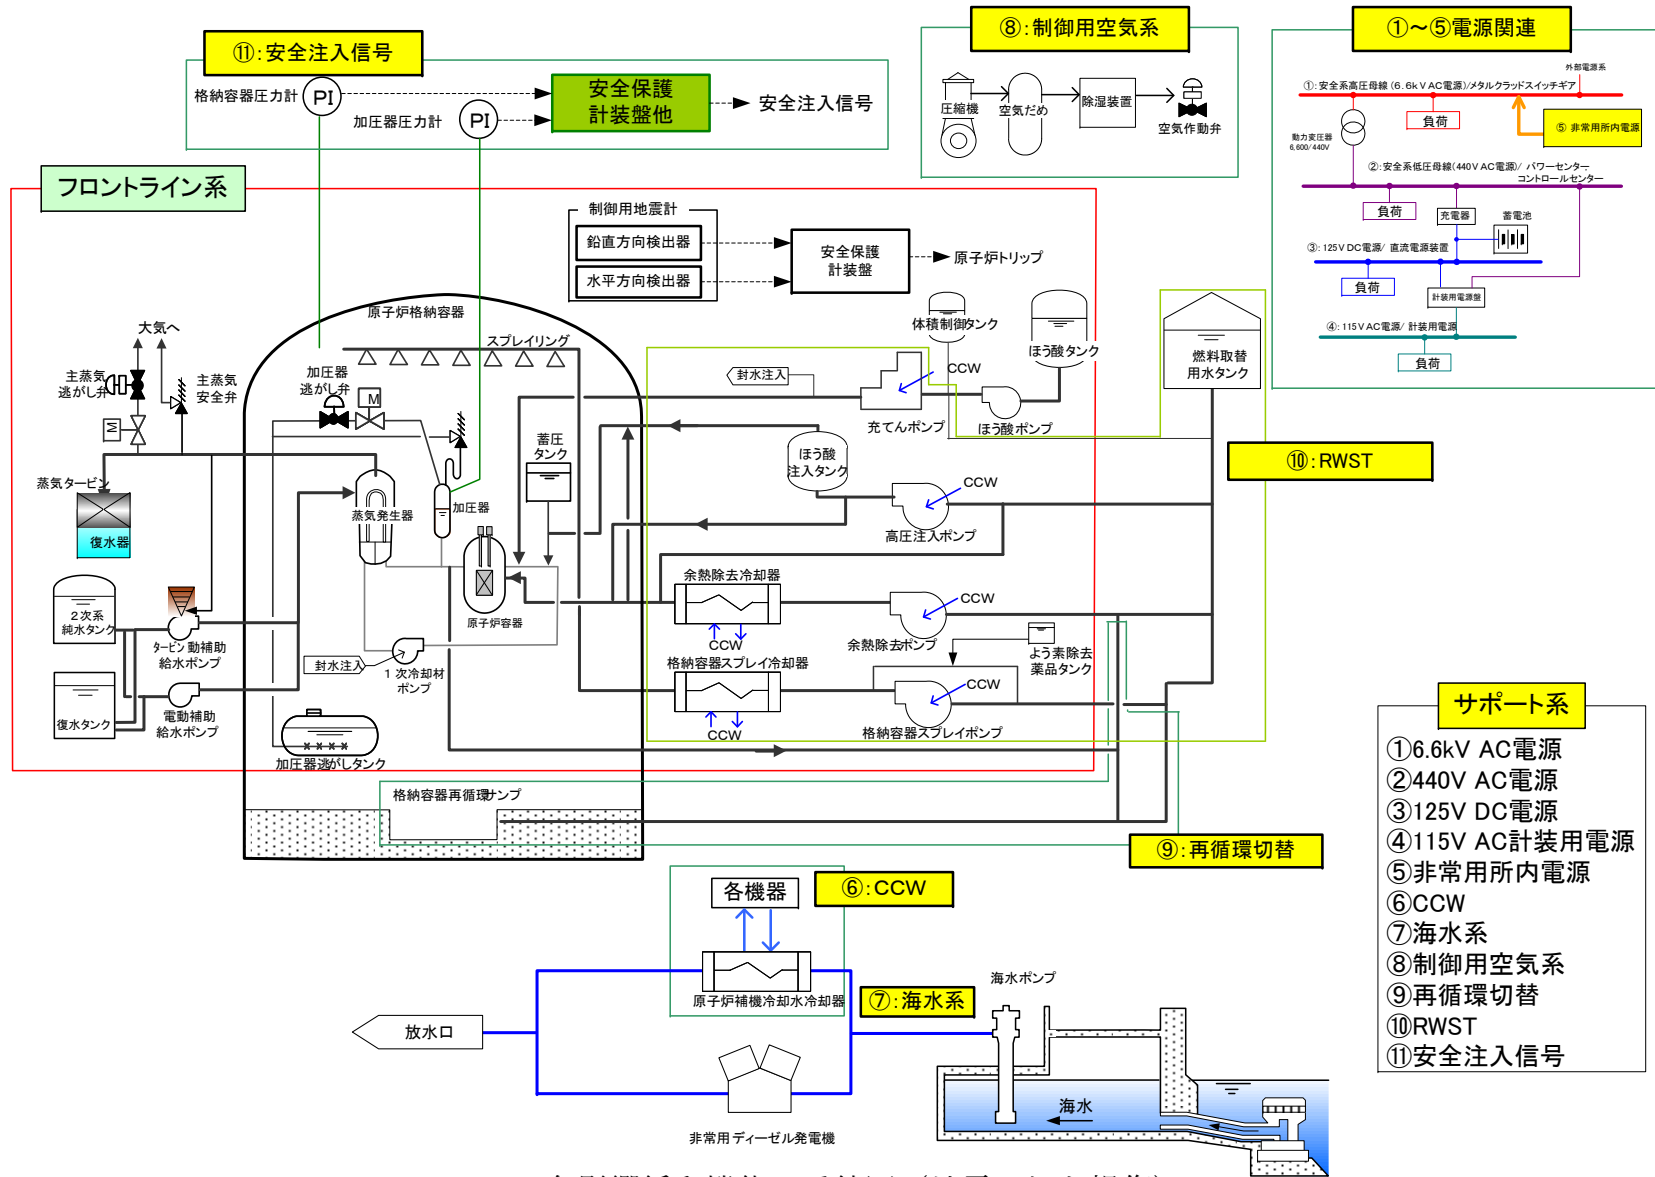 ⑪:安全注入信号
格納容器圧力計
PI
加圧器圧力計
PI
安全保護
計装盤他
安全注入信号
⑧:制御用空気系
圧縮機
空気だめ
除湿装置
空気作動弁
①～⑤電源関連
外部電源系
①:安全系高圧母線(6.6kV AC電源)/メタルクラッドスイッチギア
負荷
⑤ 非常用所内電源
動力変圧器
6,600/440V
②:安全系低圧母線(440V AC電源)/ パワーセンター
コントロールセンター
負荷
充電器
蓄電池
③:125V DC電源/ 直流電源装置
負荷
計装用電源盤
④:115V AC電源/ 計装用電源
負荷
フロントライン系
制御用地震計
鉛直方向検出器
水平方向検出器
安全保護
計装盤
原子炉トリップ
原子炉格納容器
スプレイリング
大気へ
主蒸気
逃がし弁
主蒸気
安全弁
M
加圧器
逃がし弁
M
蓄圧
タンク
加圧器
蒸気発生器
原子炉容器
蒸気タービン
復水器
2次系
純水タンク
タービン動補助
給水ポンプ
復水タンク
電動補助
給水ポンプ
封水注入
1次冷却材
ポンプ
加圧器逃がしタンク
格納容器再循環サンプ
体積制御タンク
ほう酸タンク
封水注入
CCW
充てんポンプ
ほう酸ポンプ
燃料取替
用水タンク
ほう酸
注入タンク
CCW
高圧注入ポンプ
⑩:RWST
余熱除去冷却器
CCW
CCW
余熱除去ポンプ
格納容器スプレイ冷却器
CCW
CCW
格納容器スプレイポンプ
よう素除去
薬品タンク
⑨:再循環切替
各機器
⑥:CCW
原子炉補機冷却水冷却器
⑦:海水系
放水口
非常用ディーゼル発電機
海水ポンプ
海水
サポート系
①6.6kV AC電源
②440V AC電源
③125V DC電源
④115V AC計装用電源
⑤非常用所内電源
⑥CCW
⑦海水系
⑧制御用空気系
⑨再循環切替
⑩RWST
⑪安全注入信号